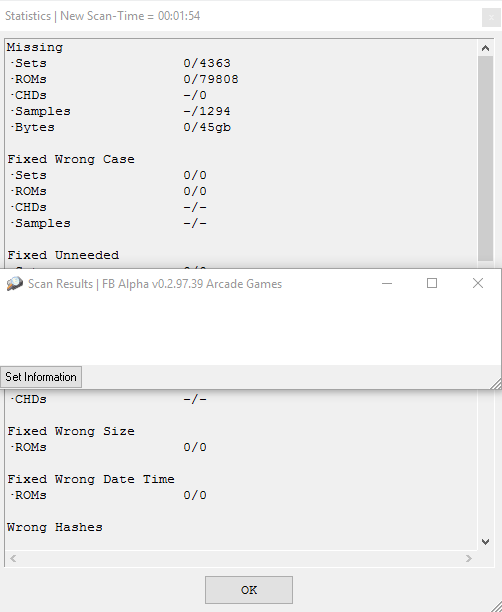 Statistics | New Scan-Time = 00:01:54
Missing
·Sets 0/4363
·ROMs 0/79808
·CHDs -/0
·Samples -/1294
·Bytes 0/45gb
Fixed Wrong Case
·Sets 0/0
·ROMs 0/0
·CHDs -/-
·Samples -/-
Fixed Unneeded
Scan Results | FB Alpha v0.2.97.39 Arcade Games
Set Information
·CHDs -/-
Fixed Wrong Size
·ROMs 0/0
Fixed Wrong Date Time
·ROMs 0/0
Wrong Hashes
OK